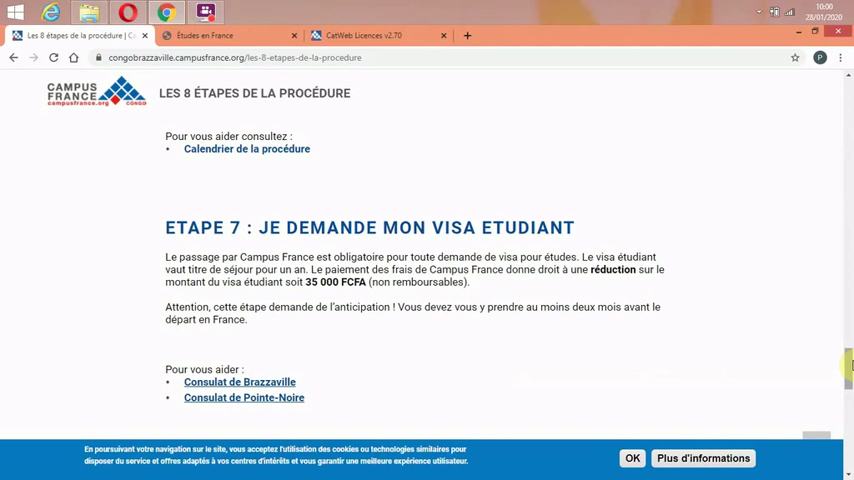 10:00
28/01/2020
Les 8 étapes de la procédure | C
Études en France
CatWeb Licences v2.70
congobrazzaville.campusfrance.org/les-8-etapes-de-la-procedure
P
CAMPUS
FRANCE
campusfrance.org
CONGO
LES 8 ÉTAPES DE LA PROCÉDURE
Pour vous aider consultez :
• Calendrier de la procédure
ETAPE 7 : JE DEMANDE MON VISA ETUDIANT
Le passage par Campus France est obligatoire pour toute demande de visa pour études. Le visa étudiant
vaut titre de séjour pour un an. Le paiement des frais de Campus France donne droit à une réduction sur le
montant du visa étudiant soit 35 000 FCFA (non remboursables).
Attention, cette étape demande de l'anticipation ! Vous devez vous y prendre au moins deux mois avant le
départ en France.
Pour vous aider :
• Consulat de Brazzaville
• Consulat de Pointe-Noire
En poursuivant votre navigation sur le site, vous acceptez l'utilisation des cookies ou technologies similaires pour
disposer du service et offres adaptés à vos centres d'intérêts et vous garantir une meilleure expérience utilisateur.
OK
Plus d'informations